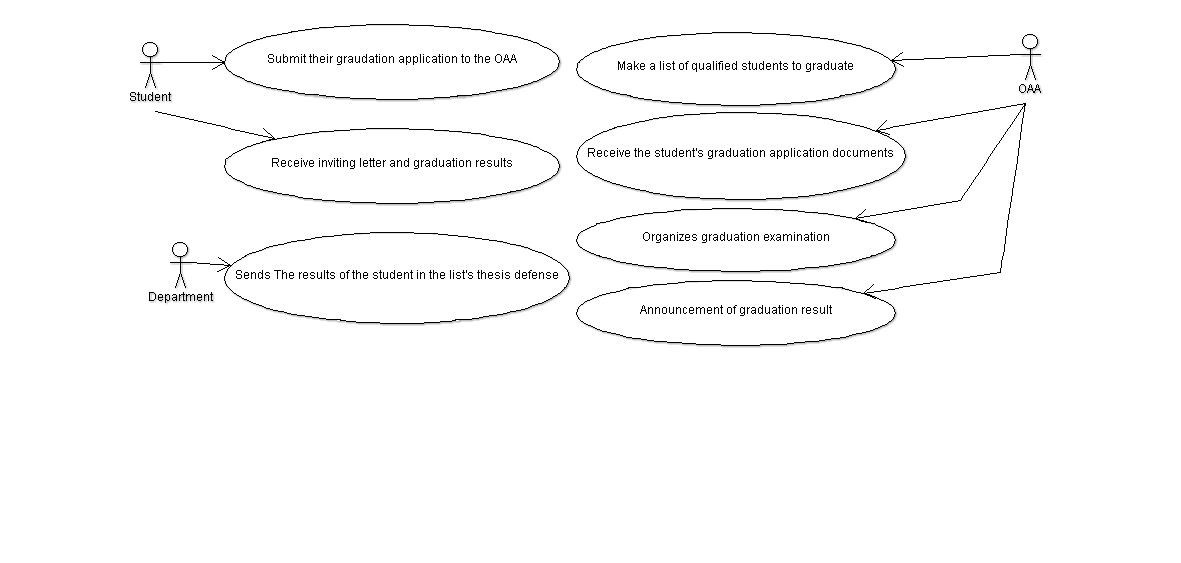 Submit their graudation application to the OAA
Student
Receive inviting letter and graduation results
Sends The results of the student in the list's thesis defense
Department
Make a list of qualified students to graduate
OAA
Receive the student's graduation application documents
Organizes graduation examination
Announcement of graduation result